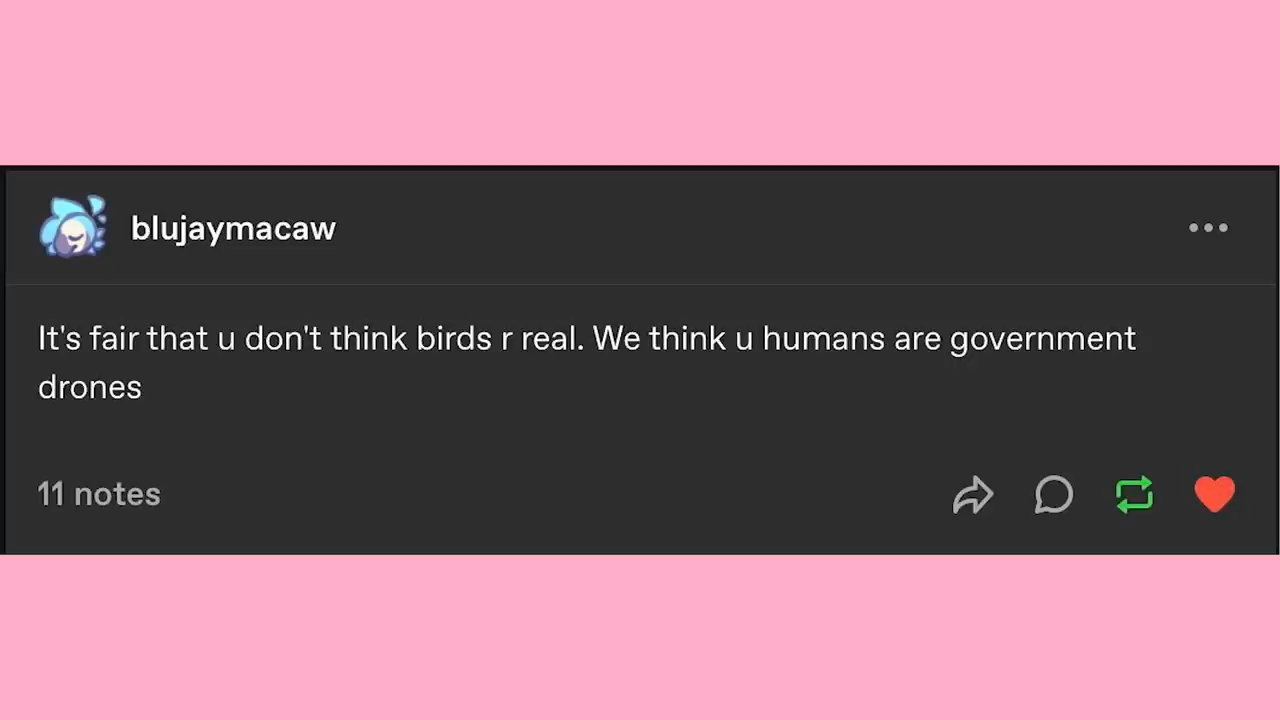 blujaymacaw
It's fair that u don't think birds r real. We think u humans are government
drones
11 notes